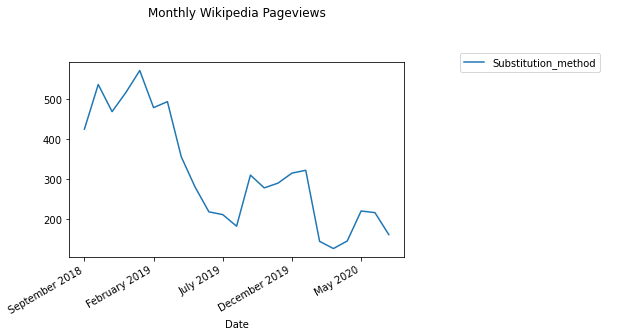 Monthly Wikipedia Pageviews
Substitution_method
500
400
300
200
September 2018
February 2019
July 2019
December 2019
May 2020
Date